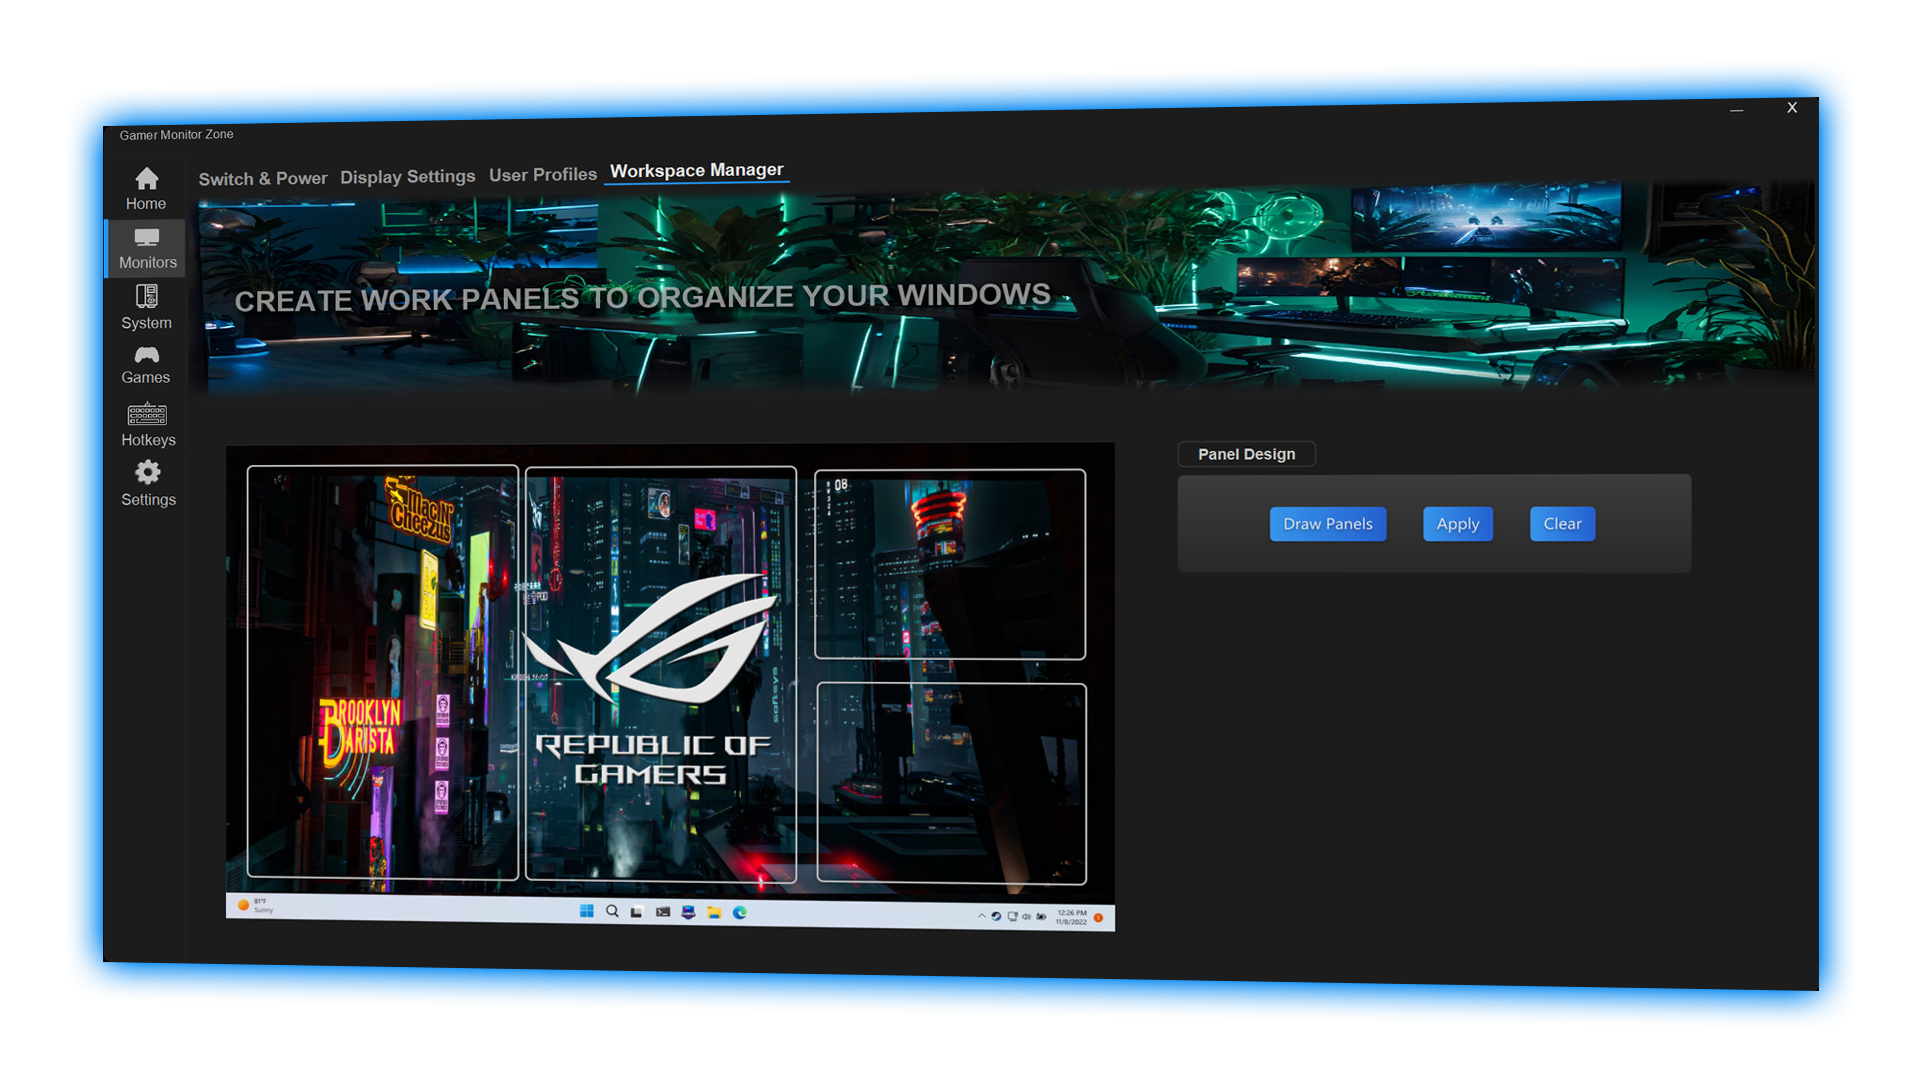 Gamer Monitor Zone
X
Home
Monitors
System
Games
Hotkeys
Settings
Switch & Power Display Settings User Profiles Workspace Manager
CREATE WORK PANELS TO ORGANIZE YOUR WINDOWS
Mac N'
Cheezus
BROOKLYN
BARISTA
08
softsys
REPUBLIC OF
GAMERS
81°F
Sunny
12:26 PM
11/8/2022
1
Panel Design
Draw Panels
Apply
Clear